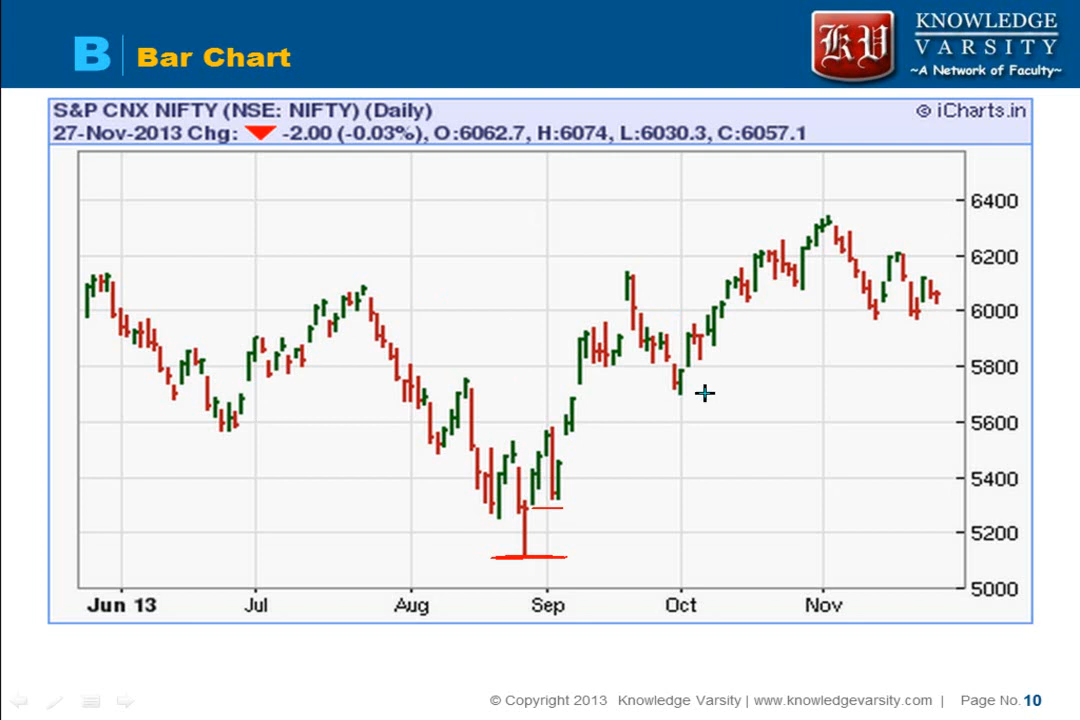 B Bar Chart
KV
KNOWLEDGE
VARSITY
~A Network of Faculty~
S&P CNX NIFTY (NSE: NIFTY) (Daily)
© iCharts.in
27-Nov-2013 Chg: -2.00 (-0.03%), O:6062.7, H:6074, L:6030.3, C:6057.1
6400
6200
6000
5800
5600
5400
5200
5000
Jun 13 Jul Aug Sep Oct Nov
© Copyright 2013 Knowledge Varsity | www.knowledgevarsity.com | Page No. 10